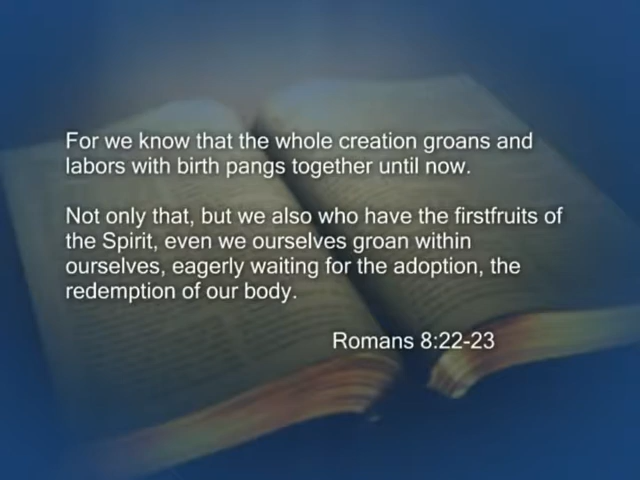 For we know that the whole creation groans and
labors with birth pangs together until now.
Not only that, but we also who have the firstfruits of
the Spirit, even we ourselves groan within
ourselves, eagerly waiting for the adoption, the
redemption of our body.
Romans 8:22-23